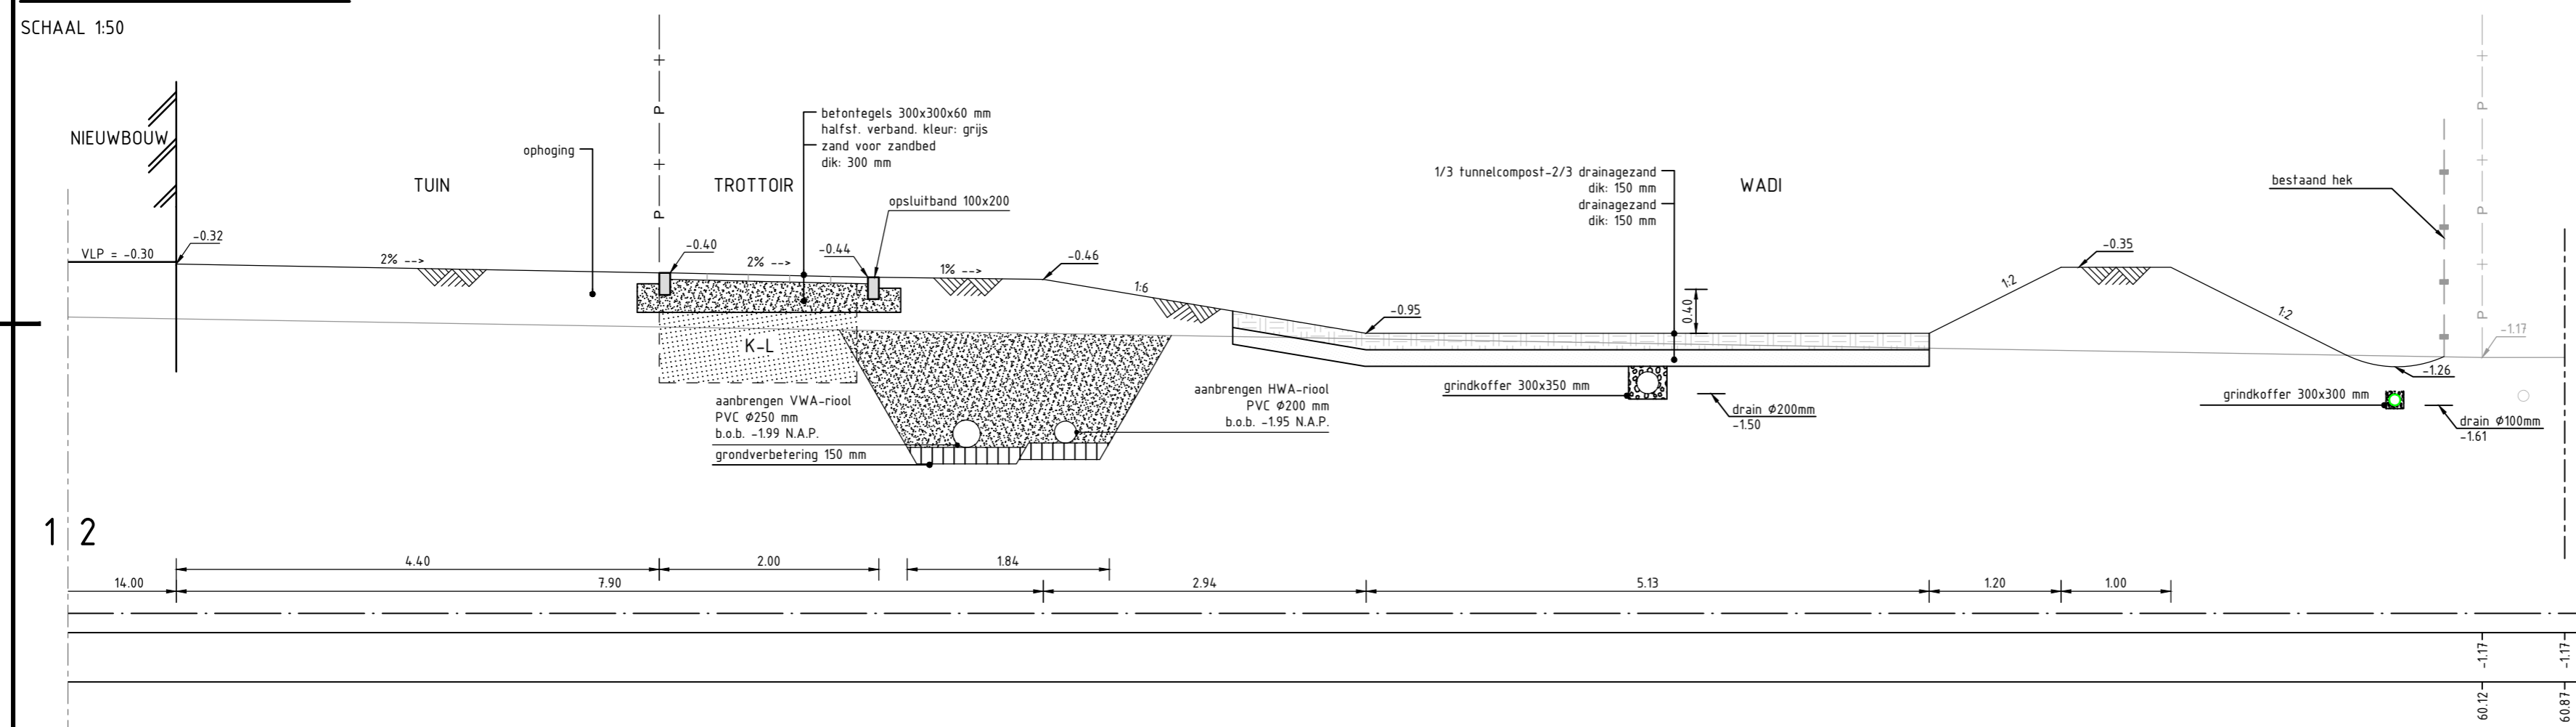 SCHAAL 1:50
NIEUWBOUW
VLP = -0.30
-0.32
2% -->
TUIN
ophoging
P
P
TROTTOIR
betontegels 300x300x60 mm
halfst. verband. kleur: grijs
zand voor zandbed
dik: 300 mm
opsluitband 100x200
-0.40
2% -->
-0.44
1% -->
-0.46
1:6
K-L
aanbrengen VWA-riool
PVC Ø250 mm
b.o.b. -1.99 N.A.P.
grondverbetering 150 mm
aanbrengen HWA-riool
PVC Ø200 mm
b.o.b. -1.95 N.A.P.
-0.95
1/3 tunnelcompost-2/3 drainagezand
dik: 150 mm
drainagezand
dik: 150 mm
0.40
WADI
grindkoffer 300x350 mm
drain Ø200mm
-1.50
1:2
-0.35
1:2
bestaand hek
P
P
P
-1.17
-1.26
grindkoffer 300x300 mm
drain Ø100mm
-1.61
1 2
4.40
2.00
1.84
14.00
7.90
2.94
5.13
1.20
1.00
-1.17
-1.17
60.12
60.87